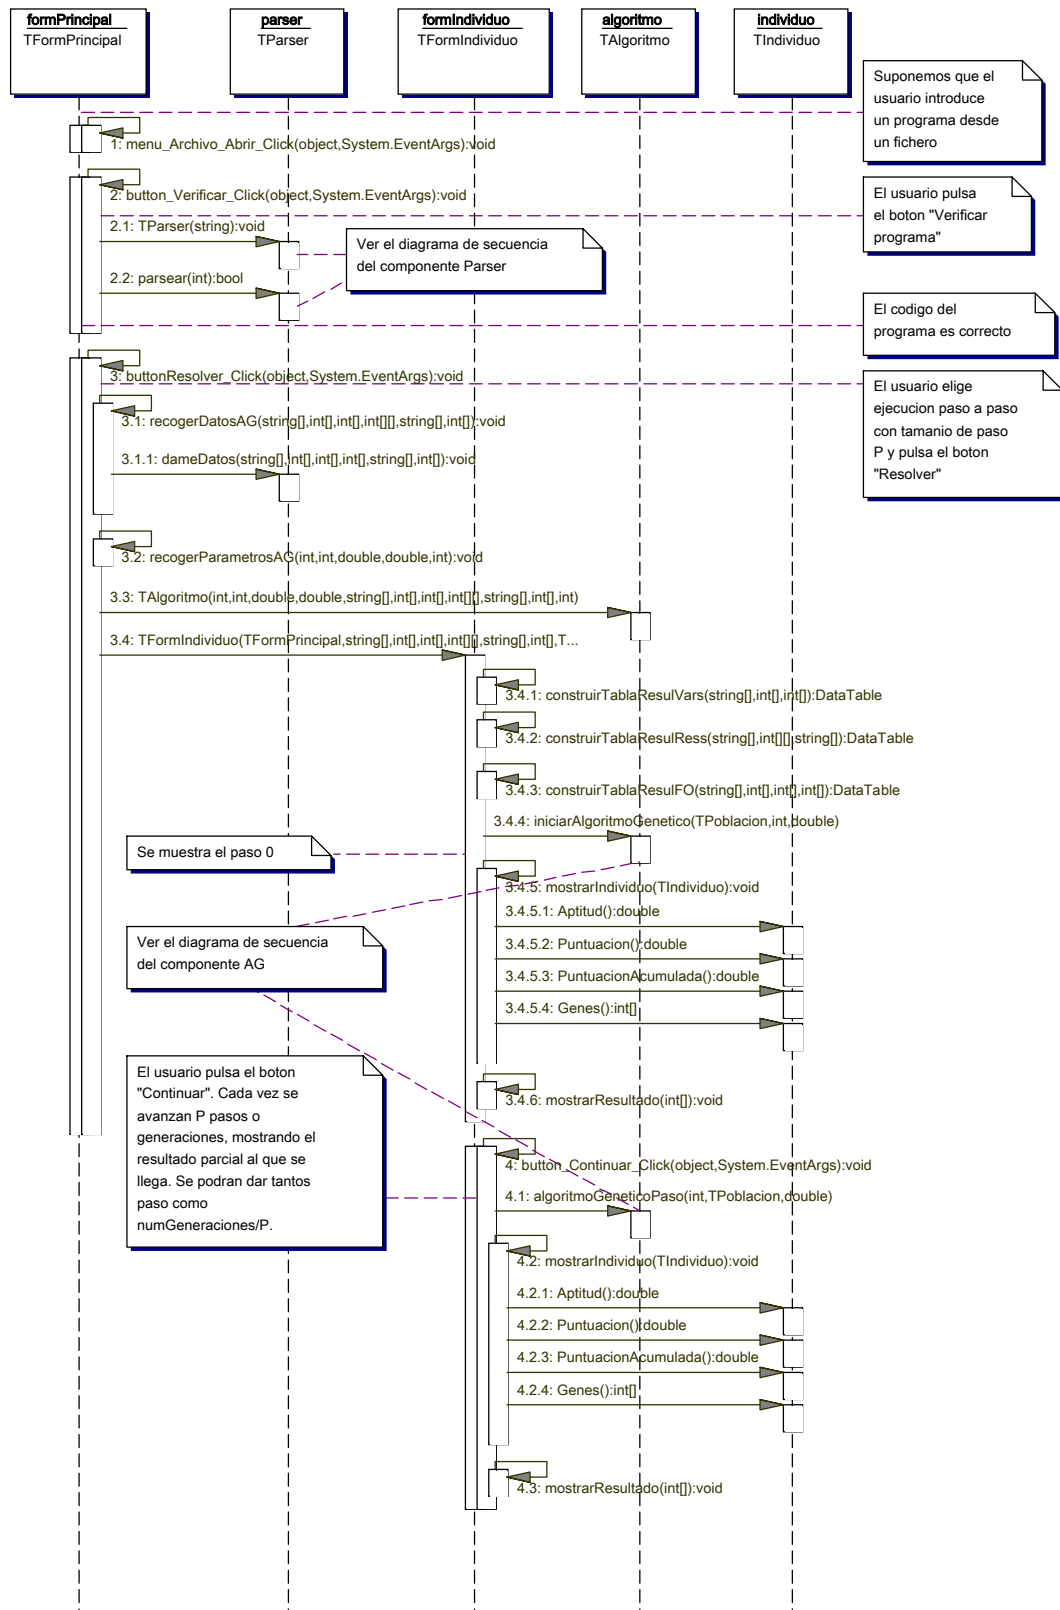 formPrincipal
TFormPrincipal
parser
TParser
formIndividuo
TFormIndividuo
algoritmo
TAlgoritmo
individuo
TIndividuo
Suponemos que el
usuario introduce
un programa desde
un fichero
1: menu_Archivo_Abrir_Click(object,System.EventArgs):void
2: button_Verificar_Click(object,System.EventArgs):void
El usuario pulsa
el boton "Verificar
programa"
2.1: TParser(string):void
Ver el diagrama de secuencia
del componente Parser
2.2: parsear(int):bool
El codigo del
programa es correcto
3: buttonResolver_Click(object,System.EventArgs):void
El usuario elige
ejecucion paso a paso
con tamanio de paso
P y pulsa el boton
"Resolver"
3.1: recogerDatosAG(string[],int[],int[],int[][],string[],int[]):void
3.1.1: dameDatos(string[],int[],int[],int[],string[],int[]):void
3.2: recogerParametrosAG(int,int,double,double,int):void
3.3: TAlgoritmo(int,int,double,double,string[],int[],int[],int[][],string[],int[],int)
3.4: TFormIndividuo(TFormPrincipal,string[],int[],int[],int[][],string[],int[],T...
3.4.1: construirTablaResulVars(string[],int[],int[]):DataTable
3.4.2: construirTablaResulRess(string[],int[][],string[]):DataTable
3.4.3: construirTablaResulFO(string[],int[],int[],int[]):DataTable
3.4.4: iniciarAlgoritmoGenetico(TPoblacion,int,double)
Se muestra el paso 0
3.4.5: mostrarIndividuo(TIndividuo):void
3.4.5.1: Aptitud():double
3.4.5.2: Puntuacion():double
3.4.5.3: PuntuacionAcumulada():double
3.4.5.4: Genes():int[]
Ver el diagrama de secuencia
del componente AG
3.4.6: mostrarResultado(int[]):void
El usuario pulsa el boton
"Continuar". Cada vez se
avanzan P pasos o
generaciones, mostrando el
resultado parcial al que se
llega. Se podran dar tantos
paso como
numGeneraciones/P.
4: button_Continuar_Click(object,System.EventArgs):void
4.1: algoritmoGeneticoPaso(int,TPoblacion,double)
4.2: mostrarIndividuo(TIndividuo):void
4.2.1: Aptitud():double
4.2.2: Puntuacion():double
4.2.3: PuntuacionAcumulada():double
4.2.4: Genes():int[]
4.3: mostrarResultado(int[]):void